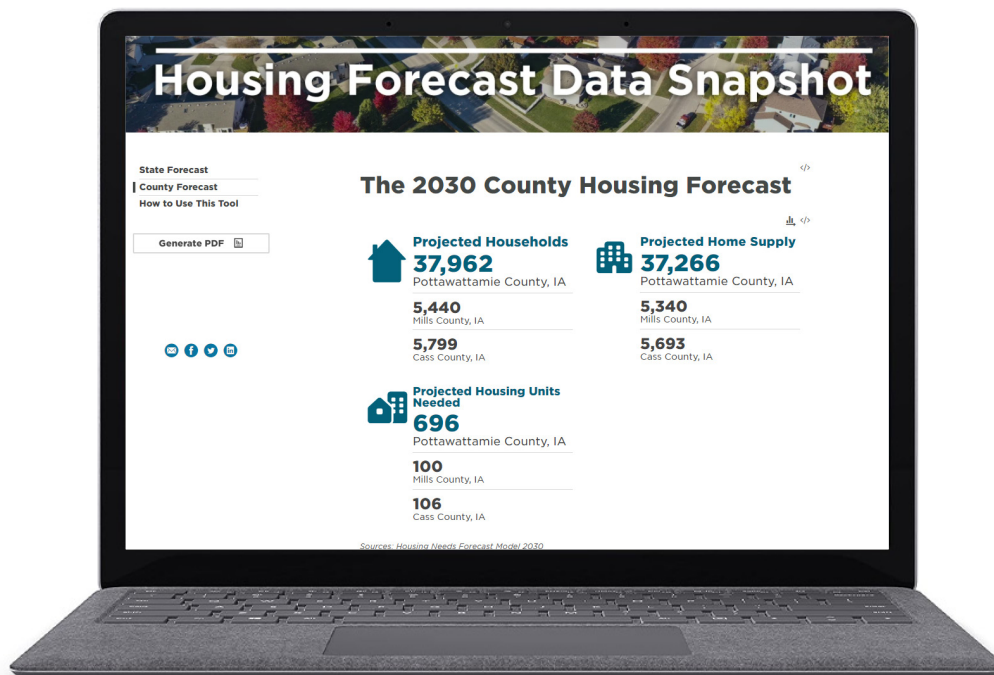 Housing Forecast Data Snapshot
State Forecast
County Forecast
How to Use This Tool
Generate PDF
</>
The 2030 County Housing Forecast
</>
Projected Households
37,962
Pottawattamie County, IA
5,440
Mills County, IA
5,799
Cass County, IA
Projected Home Supply
37,266
Pottawattamie County, IA
5,340
Mills County, IA
5,693
Cass County, IA
Projected Housing Units
Needed
696
Pottawattamie County, IA
100
Mills County, IA
106
Cass County, IA
Sources: Housing Needs Forecast Model 2030